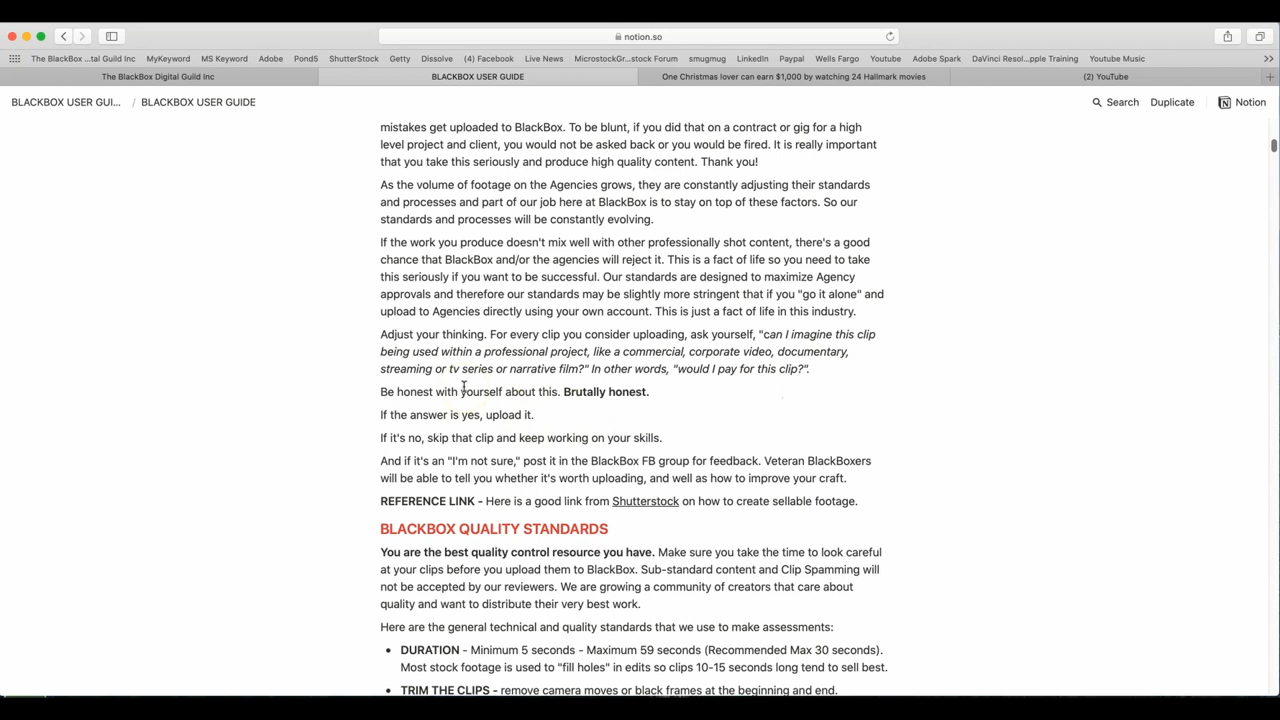 notion.so
The BlackBox ...tal Guild Inc MyKeyword MS Keyword Adobe Pond5 ShutterStock Getty Dissolve (4) Facebook Live News MicrostockGr...stock Forum smugmug LinkedIn Paypal Wells Fargo Youtube Adobe Spark DaVinci Resol...pple Training Youtube Music >>
The BlackBox Digital Guild Inc BLACKBOX USER GUIDE One Christmas lover can earn $1,000 by watching 24 Hallmark movies (2) YouTube +
BLACKBOX USER GUI... / BLACKBOX USER GUIDE Search Duplicate Notion
mistakes get uploaded to BlackBox. To be blunt, if you did that on a contract or gig for a high
level project and client, you would not be asked back or you would be fired. It is really important
that you take this seriously and produce high quality content. Thank you!
As the volume of footage on the Agencies grows, they are constantly adjusting their standards
and processes and part of our job here at BlackBox is to stay on top of these factors. So our
standards and processes will be constantly evolving.
If the work you produce doesn't mix well with other professionally shot content, there's a good
chance that BlackBox and/or the agencies will reject it. This is a fact of life so you need to take
this seriously if you want to be successful. Our standards are designed to maximize Agency
approvals and therefore our standards may be slightly more stringent that if you "go it alone" and
upload to Agencies directly using your own account. This is just a fact of life in this industry.
Adjust your thinking. For every clip you consider uploading, ask yourself, "can I imagine this clip
being used within a professional project, like a commercial, corporate video, documentary,
streaming or tv series or narrative film?" In other words, "would I pay for this clip?".
Be honest with yourself about this. Brutally honest.
If the answer is yes, upload it.
If it's no, skip that clip and keep working on your skills.
And if it's an "I'm not sure," post it in the BlackBox FB group for feedback. Veteran BlackBoxers
will be able to tell you whether it's worth uploading, and well as how to improve your craft.
REFERENCE LINK - Here is a good link from Shutterstock on how to create sellable footage.
BLACKBOX QUALITY STANDARDS
You are the best quality control resource you have. Make sure you take the time to look careful
at your clips before you upload them to BlackBox. Sub-standard content and Clip Spamming will
not be accepted by our reviewers. We are growing a community of creators that care about
quality and want to distribute their very best work.
Here are the general technical and quality standards that we use to make assessments:
• DURATION - Minimum 5 seconds - Maximum 59 seconds (Recommended Max 30 seconds).
Most stock footage is used to "fill holes" in edits so clips 10-15 seconds long tend to sell best.
• TRIM THE CLIPS - remove camera moves or black frames at the beginning and end.